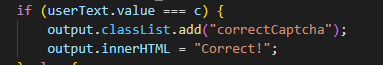 if (userText.value === c) {
output.classList.add("correctCaptcha");
output.innerHTML = "Correct!";